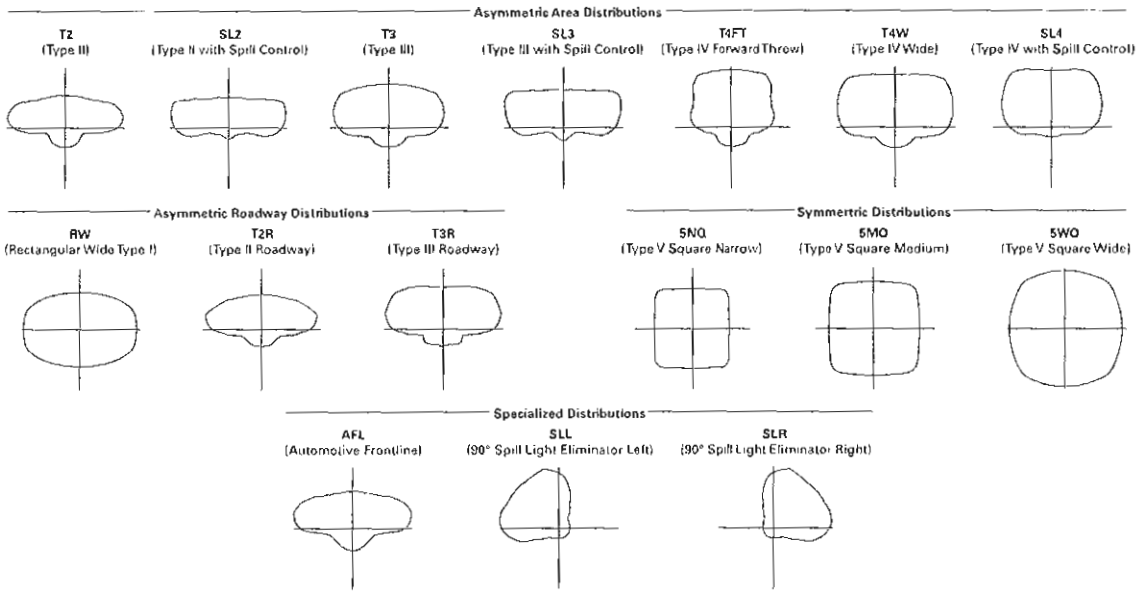 Asymmetric Area Distributions
T2
(Type II)
SL2
(Type II with Spill Control)
T3
(Type III)
SL3
(Type III with Spill Control)
T4FT
(Type IV Forward Throw)
T4W
(Type IV Wide)
SL4
(Type IV with Spill Control)
Asymmetric Roadway Distributions
RW
(Rectangular Wide Type I)
T2R
(Type II Roadway)
T3R
(Type III Roadway)
Symmertric Distributions
5NQ
(Type V Square Narrow)
5MQ
(Type V Square Medium)
5WQ
(Type V Square Wide)
Specialized Distributions
AFL
(Automotive Frontline)
SLL
(90° Spill Light Eliminator Left)
SLR
(90° Spill Light Eliminator Right)